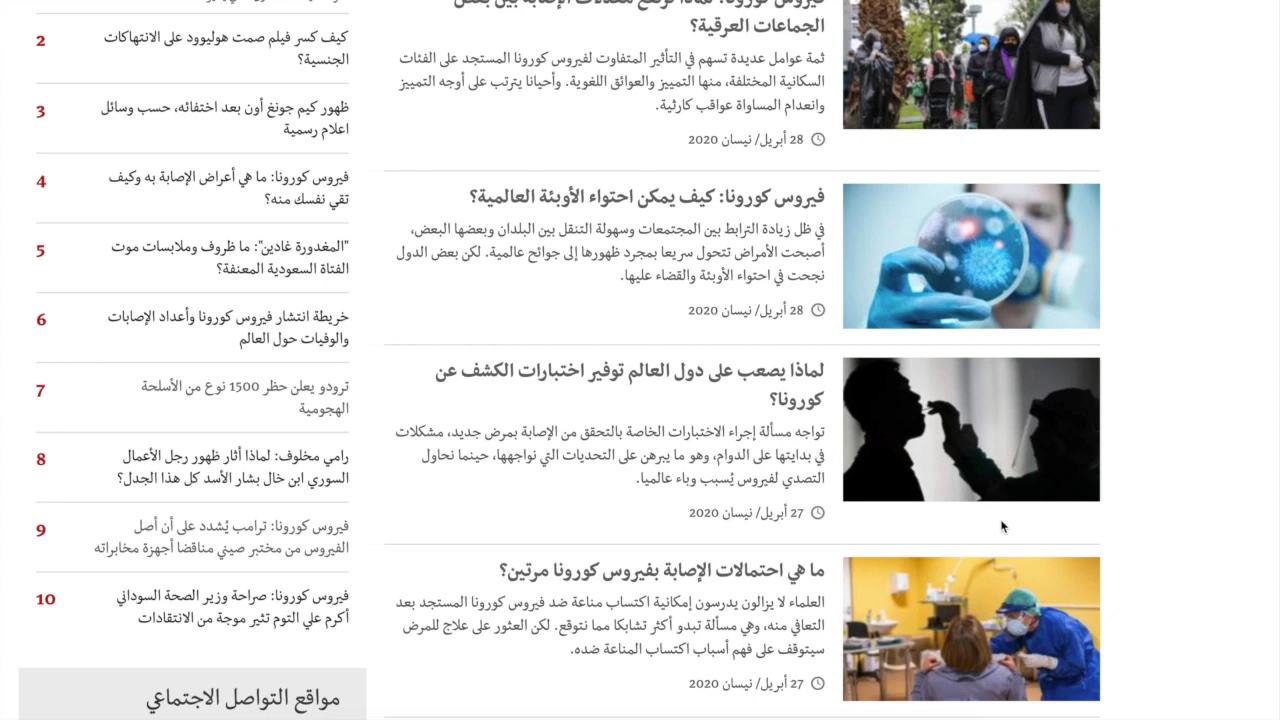 فيروس كورونا: لماذا ترتفع معدلات الإصابة بين بعض
الجماعات العرقية؟
ثمة عوامل عديدة تسهم في التأثير المتفاوت لفيروس كورونا المستجد على الفئات
السكانية المختلفة، منها التمييز والعوائق اللغوية. وأحيانا يترتب على أوجه التمييز
وانعدام المساواة عواقب كارثية.
28 أبريل/ نيسان 2020
فيروس كورونا: كيف يمكن احتواء الأوبئة العالمية؟
في ظل زيادة الترابط بين المجتمعات وسهولة التنقل بين البلدان وبعضها البعض،
أصبحت الأمراض تتحول سريعا بمجرد ظهورها إلى جوائح عالمية. لكن بعض الدول
نجحت في احتواء الأوبئة والقضاء عليها.
28 أبريل/ نيسان 2020
لماذا يصعب على دول العالم توفير اختبارات الكشف عن
كورونا؟
تواجه مسألة إجراء الاختبارات الخاصة بالتحقق من الإصابة بمرض جديد، مشكلات
في بدايتها على الدوام، وهو ما يبرهن على التحديات التي نواجهها، حينما نحاول
التصدي لفيروس يُسبب وباء عالميا.
27 أبريل/ نيسان 2020
ما هي احتمالات الإصابة بفيروس كورونا مرتين؟
العلماء لا يزالون يدرسون إمكانية اكتساب مناعة ضد فيروس كورونا المستجد بعد
التعافي منه، وهي مسألة تبدو أكثر تشابكا مما نتوقع. لكن العثور على علاج للمرض
سيتوقف على فهم أسباب اكتساب المناعة ضده.
27 أبريل/ نيسان 2020
2 كيف كسر فيلم صمت هوليوود على الانتهاكات
الجنسية؟
3 ظهور كيم جونغ أون بعد اختفائه، حسب وسائل
اعلام رسمية
4 فيروس كورونا: ما هي أعراض الإصابة به وكيف
تقي نفسك منه؟
5 "المغدورة غادين": ما ظروف وملابسات موت
الفتاة السعودية المعنفة؟
6 خريطة انتشار فيروس كورونا وأعداد الإصابات
والوفيات حول العالم
7 ترودو يعلن حظر 1500 نوع من الأسلحة
الهجومية
8 رامي مخلوف: لماذا أثار ظهور رجل الأعمال
السوري ابن خال بشار الأسد كل هذا الجدل؟
9 فيروس كورونا: ترامب يُشدد على أن أصل
الفيروس من مختبر صيني مناقضا أجهزة مخابراته
10 فيروس كورونا: صراحة وزير الصحة السوداني
أكرم علي التوم تثير موجة من الانتقادات
مواقع التواصل الاجتماعي